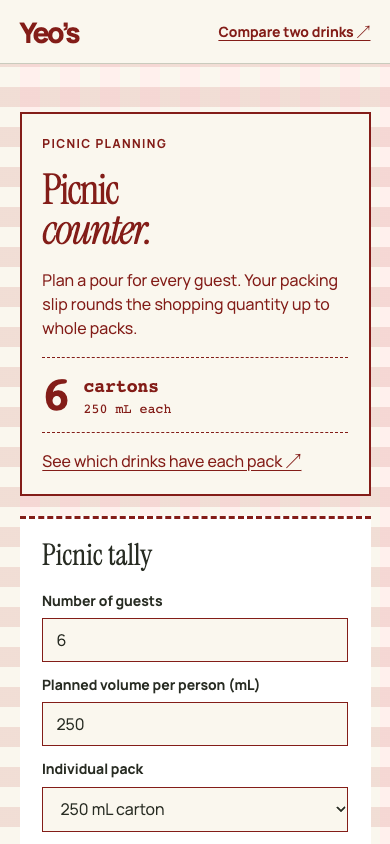 Yeo's
Compare two drinks ↗
PICNIC PLANNING
Picnic
counter.
Plan a pour for every guest. Your packing
slip rounds the shopping quantity up to
whole packs.
6 cartons
250 mL each
See which drinks have each pack ↗
Picnic tally
Number of guests
6
Planned volume per person (mL)
250
Individual pack
250 mL carton